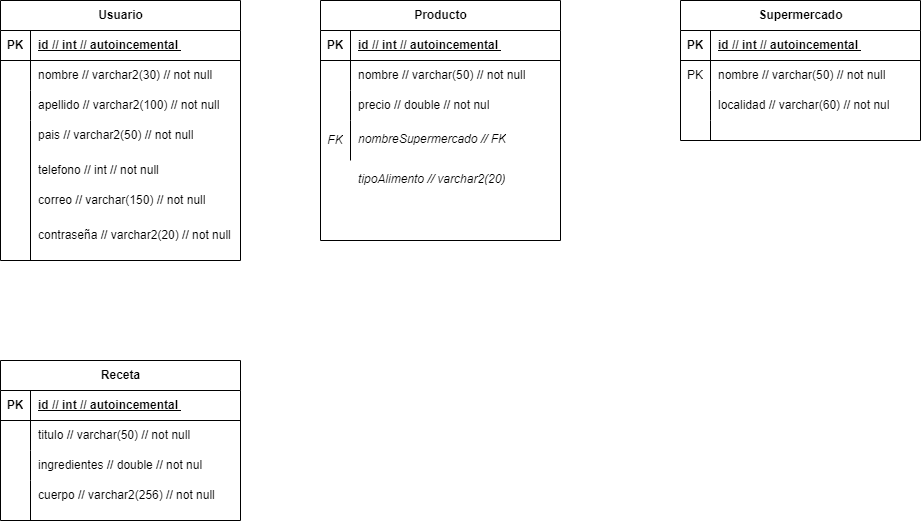 Usuario
PK id // int // autoincemental
nombre // varchar2(30) // not null
apellido // varchar2(100) // not null
pais // varchar2(50) // not null
telefono // int // not null
correo // varchar(150) // not null
contraseña // varchar2(20) // not null
Producto
PK id // int // autoincemental
nombre // varchar(50) // not null
precio // double // not nul
FK nombreSupermercado // FK
tipoAlimento // varchar2(20)
Supermercado
PK id // int // autoincemental
PK nombre // varchar(50) // not null
localidad // varchar(60) // not nul
Receta
PK id // int // autoincemental
titulo // varchar(50) // not null
ingredientes // double // not nul
cuerpo // varchar2(256) // not null